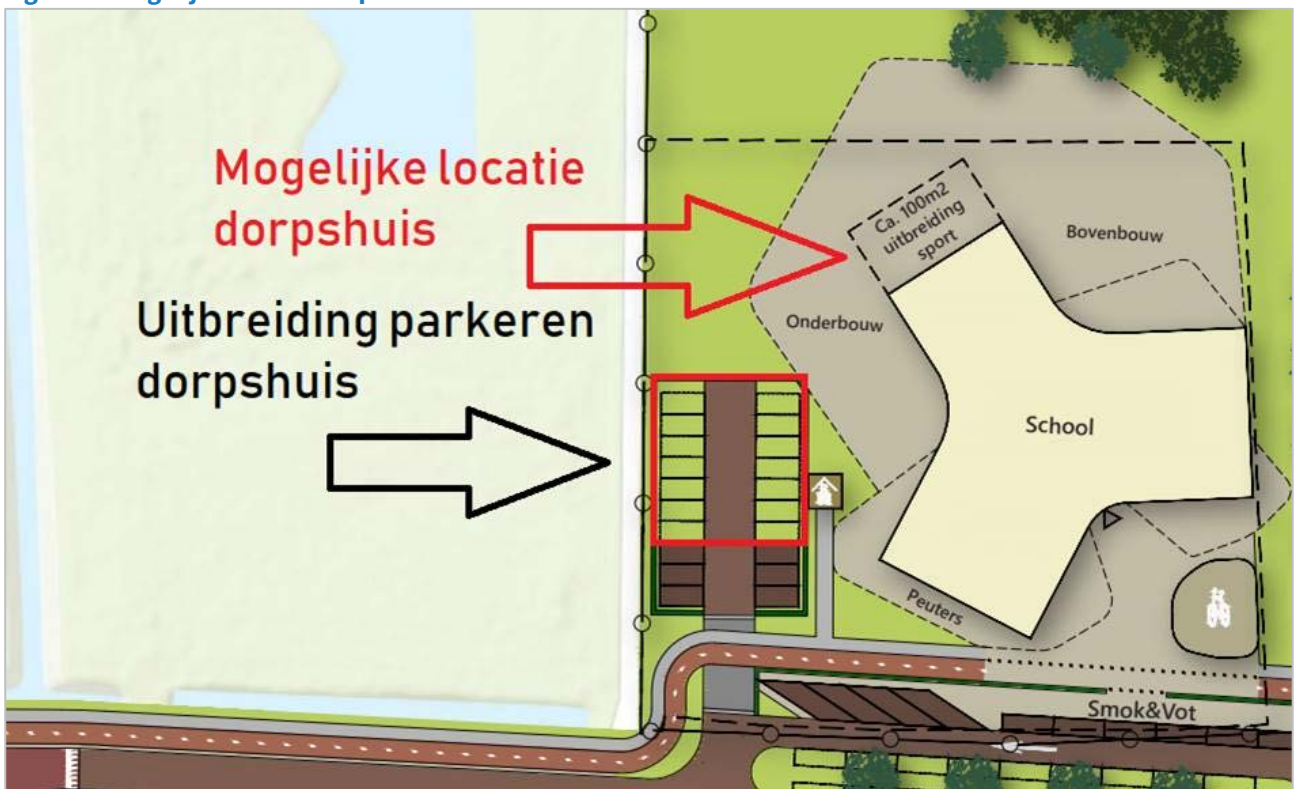 Mogelijke locatie
dorpshuis
Uitbreiding parkeren
dorpshuis
Ca. 100m2
uitbreiding
sport
Bovenbouw
Onderbouw
School
Peuters
Smok&Vot